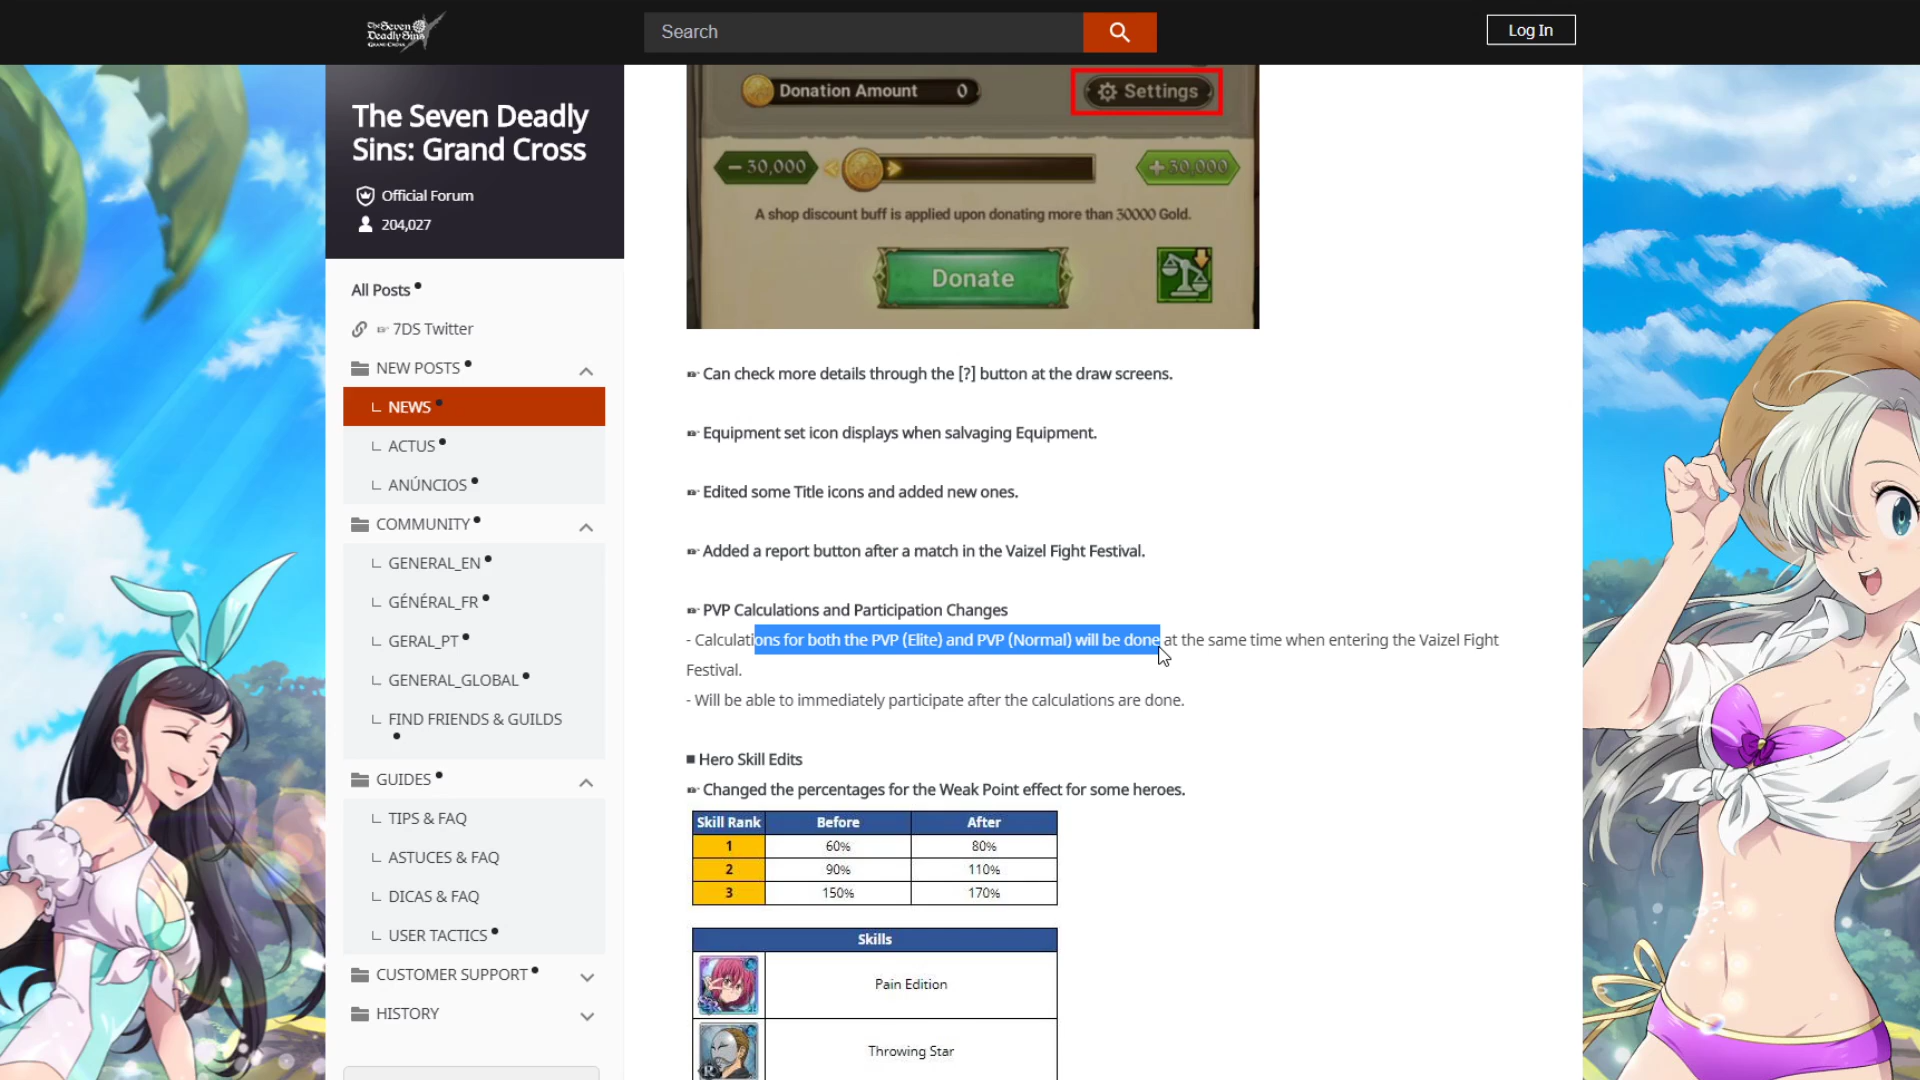 The Seven
Deadly Sins
GRAND CROSS
Search
Log In
The Seven Deadly
Sins: Grand Cross
Official Forum
204,027
All Posts
7DS Twitter
NEW POSTS
NEWS
ACTUS
ANÚNCIOS
COMMUNITY
GENERAL_EN
GÉNÉRAL_FR
GERAL_PT
GENERAL_GLOBAL
FIND FRIENDS & GUILDS
GUIDES
TIPS & FAQ
ASTUCES & FAQ
DICAS & FAQ
USER TACTICS
CUSTOMER SUPPORT
HISTORY
Donation Amount 0
Settings
- 30,000
+ 30,000
A shop discount buff is applied upon donating more than 30000 Gold.
Donate
☞ Can check more details through the [?] button at the draw screens.
☞ Equipment set icon displays when salvaging Equipment.
☞ Edited some Title icons and added new ones.
☞ Added a report button after a match in the Vaizel Fight Festival.
☞ PVP Calculations and Participation Changes
- Calculations for both the PVP (Elite) and PVP (Normal) will be done at the same time when entering the Vaizel Fight
Festival.
- Will be able to immediately participate after the calculations are done.
■ Hero Skill Edits
☞ Changed the percentages for the Weak Point effect for some heroes.
Skill Rank Before After
1 60% 80%
2 90% 110%
3 150% 170%
Skills
Pain Edition
Throwing Star
R